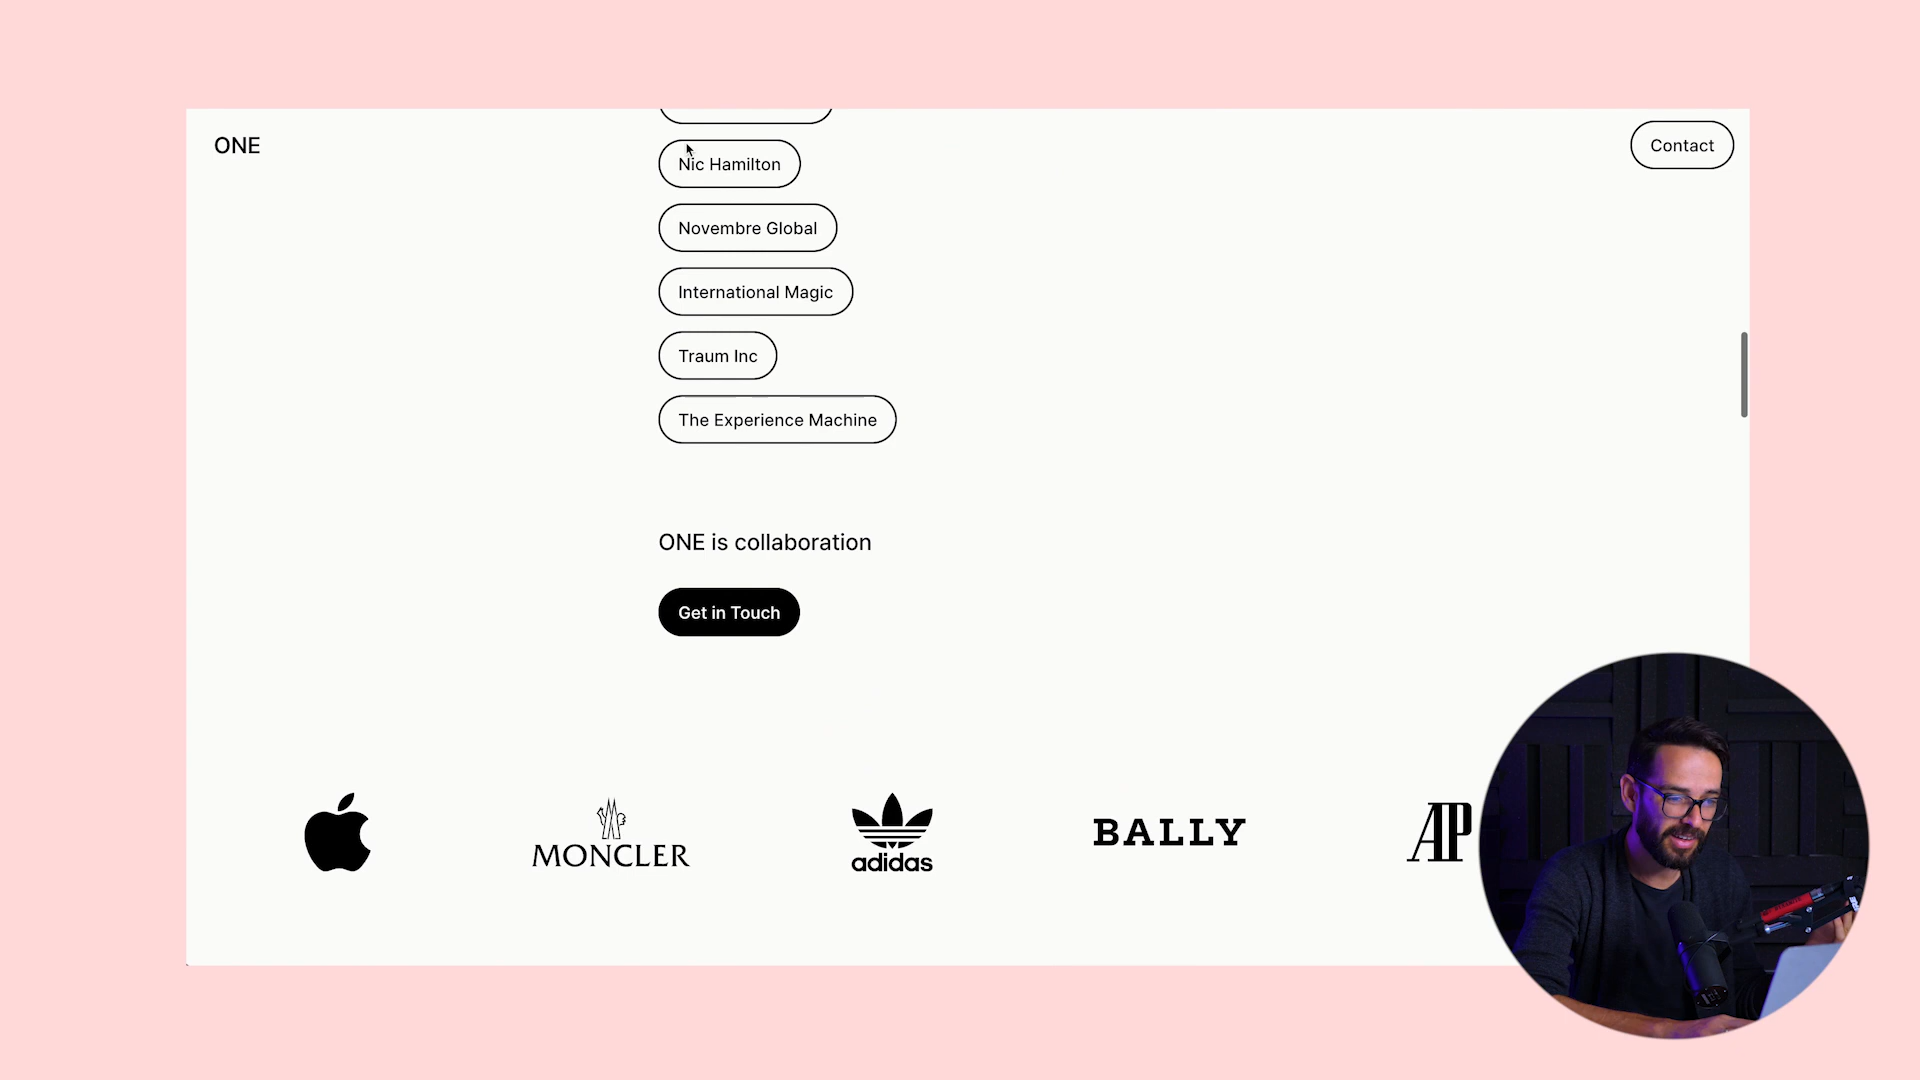 ONE
Contact
Nic Hamilton
Novembre Global
International Magic
Traum Inc
The Experience Machine
ONE is collaboration
Get in Touch
MONCLER
adidas
BALLY
AP